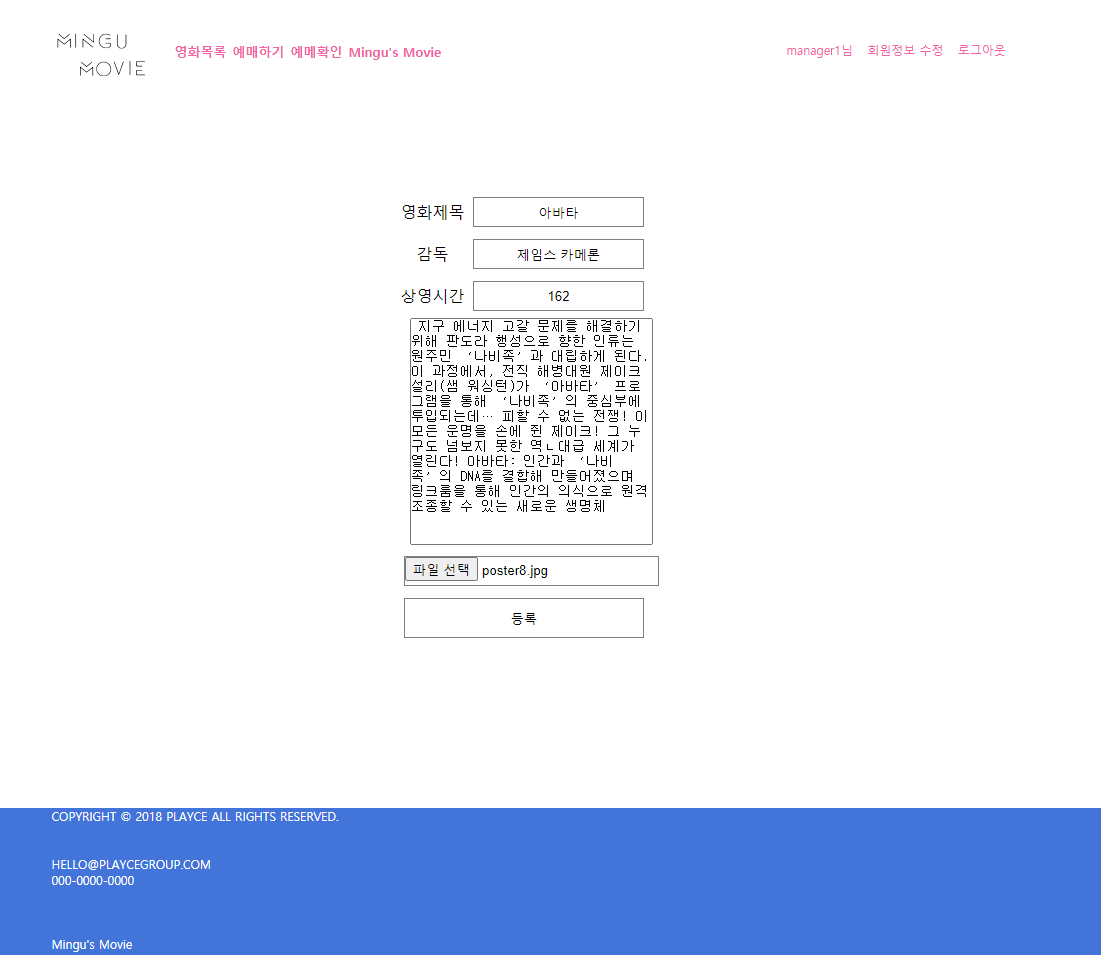 MINGU
MOVIE
영화목록 예매하기 예메확인 Mingu's Movie
manager1님 회원정보 수정 로그아웃
영화제목 아바타
감독 제임스 카메론
상영시간 162
지구 에너지 고갈 문제를 해결하기
위해 판도라 행성으로 향한 인류는
원주민 ‘나비족’과 대립하게 된다.
이 과정에서, 전직 해병대원 제이크
설리(샘 워싱턴)가 ‘아바타’ 프로
그램을 통해 ‘나비족’의 중심부에
투입되는데… 피할 수 없는 전쟁! 이
모든 운명을 손에 쥔 제이크! 그 누
구도 넘보지 못한 역ㄴ대급 세계가
열린다! 아바타: 인간과 ‘나비
족’의 DNA를 결합해 만들어졌으며
링크룸을 통해 인간의 의식으로 원격
조종할 수 있는 새로운 생명체
파일 선택 poster8.jpg
등록
COPYRIGHT © 2018 PLAYCE ALL RIGHTS RESERVED.
HELLO@PLAYCEGROUP.COM
000-0000-0000
Mingu's Movie